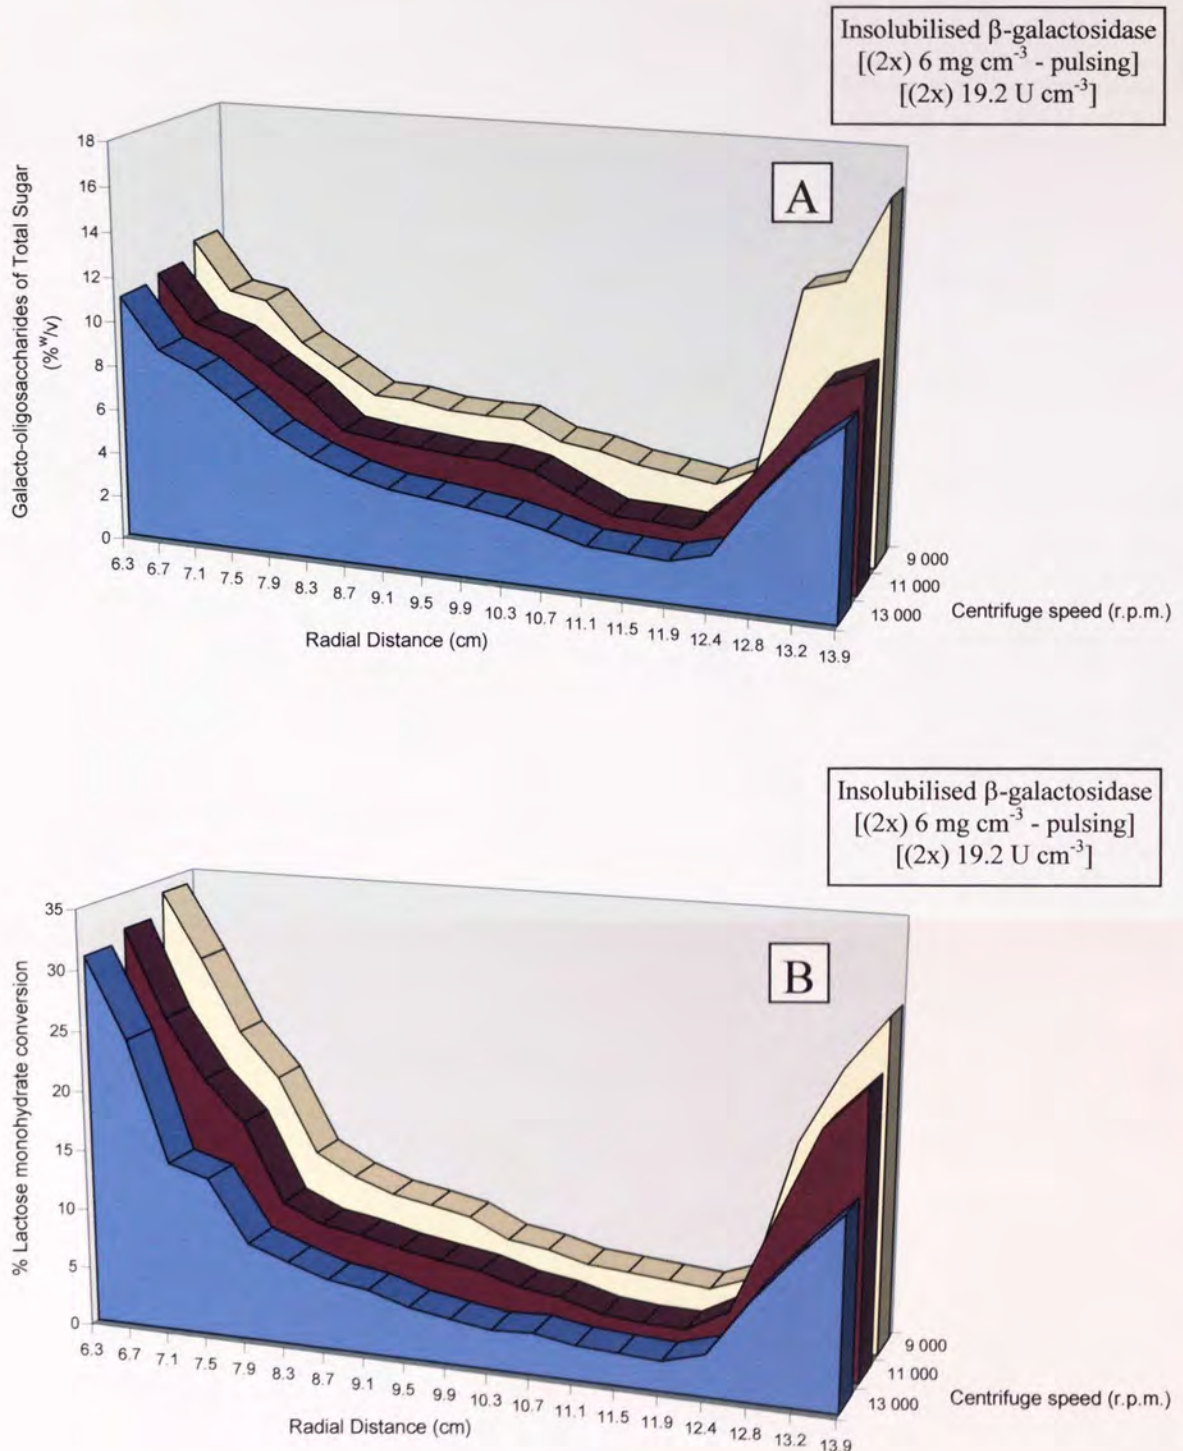 Insolubilised β-galactosidase
[(2x) 6 mg cm⁻³ - pulsing]
[(2x) 19.2 U cm⁻³]
A
Galacto-oligosaccharides of Total Sugar
(%ʷ/v)
18
16
14
12
10
8
6
4
2
0
6.3 6.7 7.1 7.5 7.9 8.3 8.7 9.1 9.5 9.9 10.3 10.7 11.1 11.5 11.9 12.4 12.8 13.2 13.9
Radial Distance (cm)
9 000
11 000
13 000
Centrifuge speed (r.p.m.)
Insolubilised β-galactosidase
[(2x) 6 mg cm⁻³ - pulsing]
[(2x) 19.2 U cm⁻³]
B
% Lactose monohydrate conversion
35
30
25
20
15
10
5
0
6.3 6.7 7.1 7.5 7.9 8.3 8.7 9.1 9.5 9.9 10.3 10.7 11.1 11.5 11.9 12.4 12.8 13.2 13.9
Radial Distance (cm)
9 000
11 000
13 000
Centrifuge speed (r.p.m.)